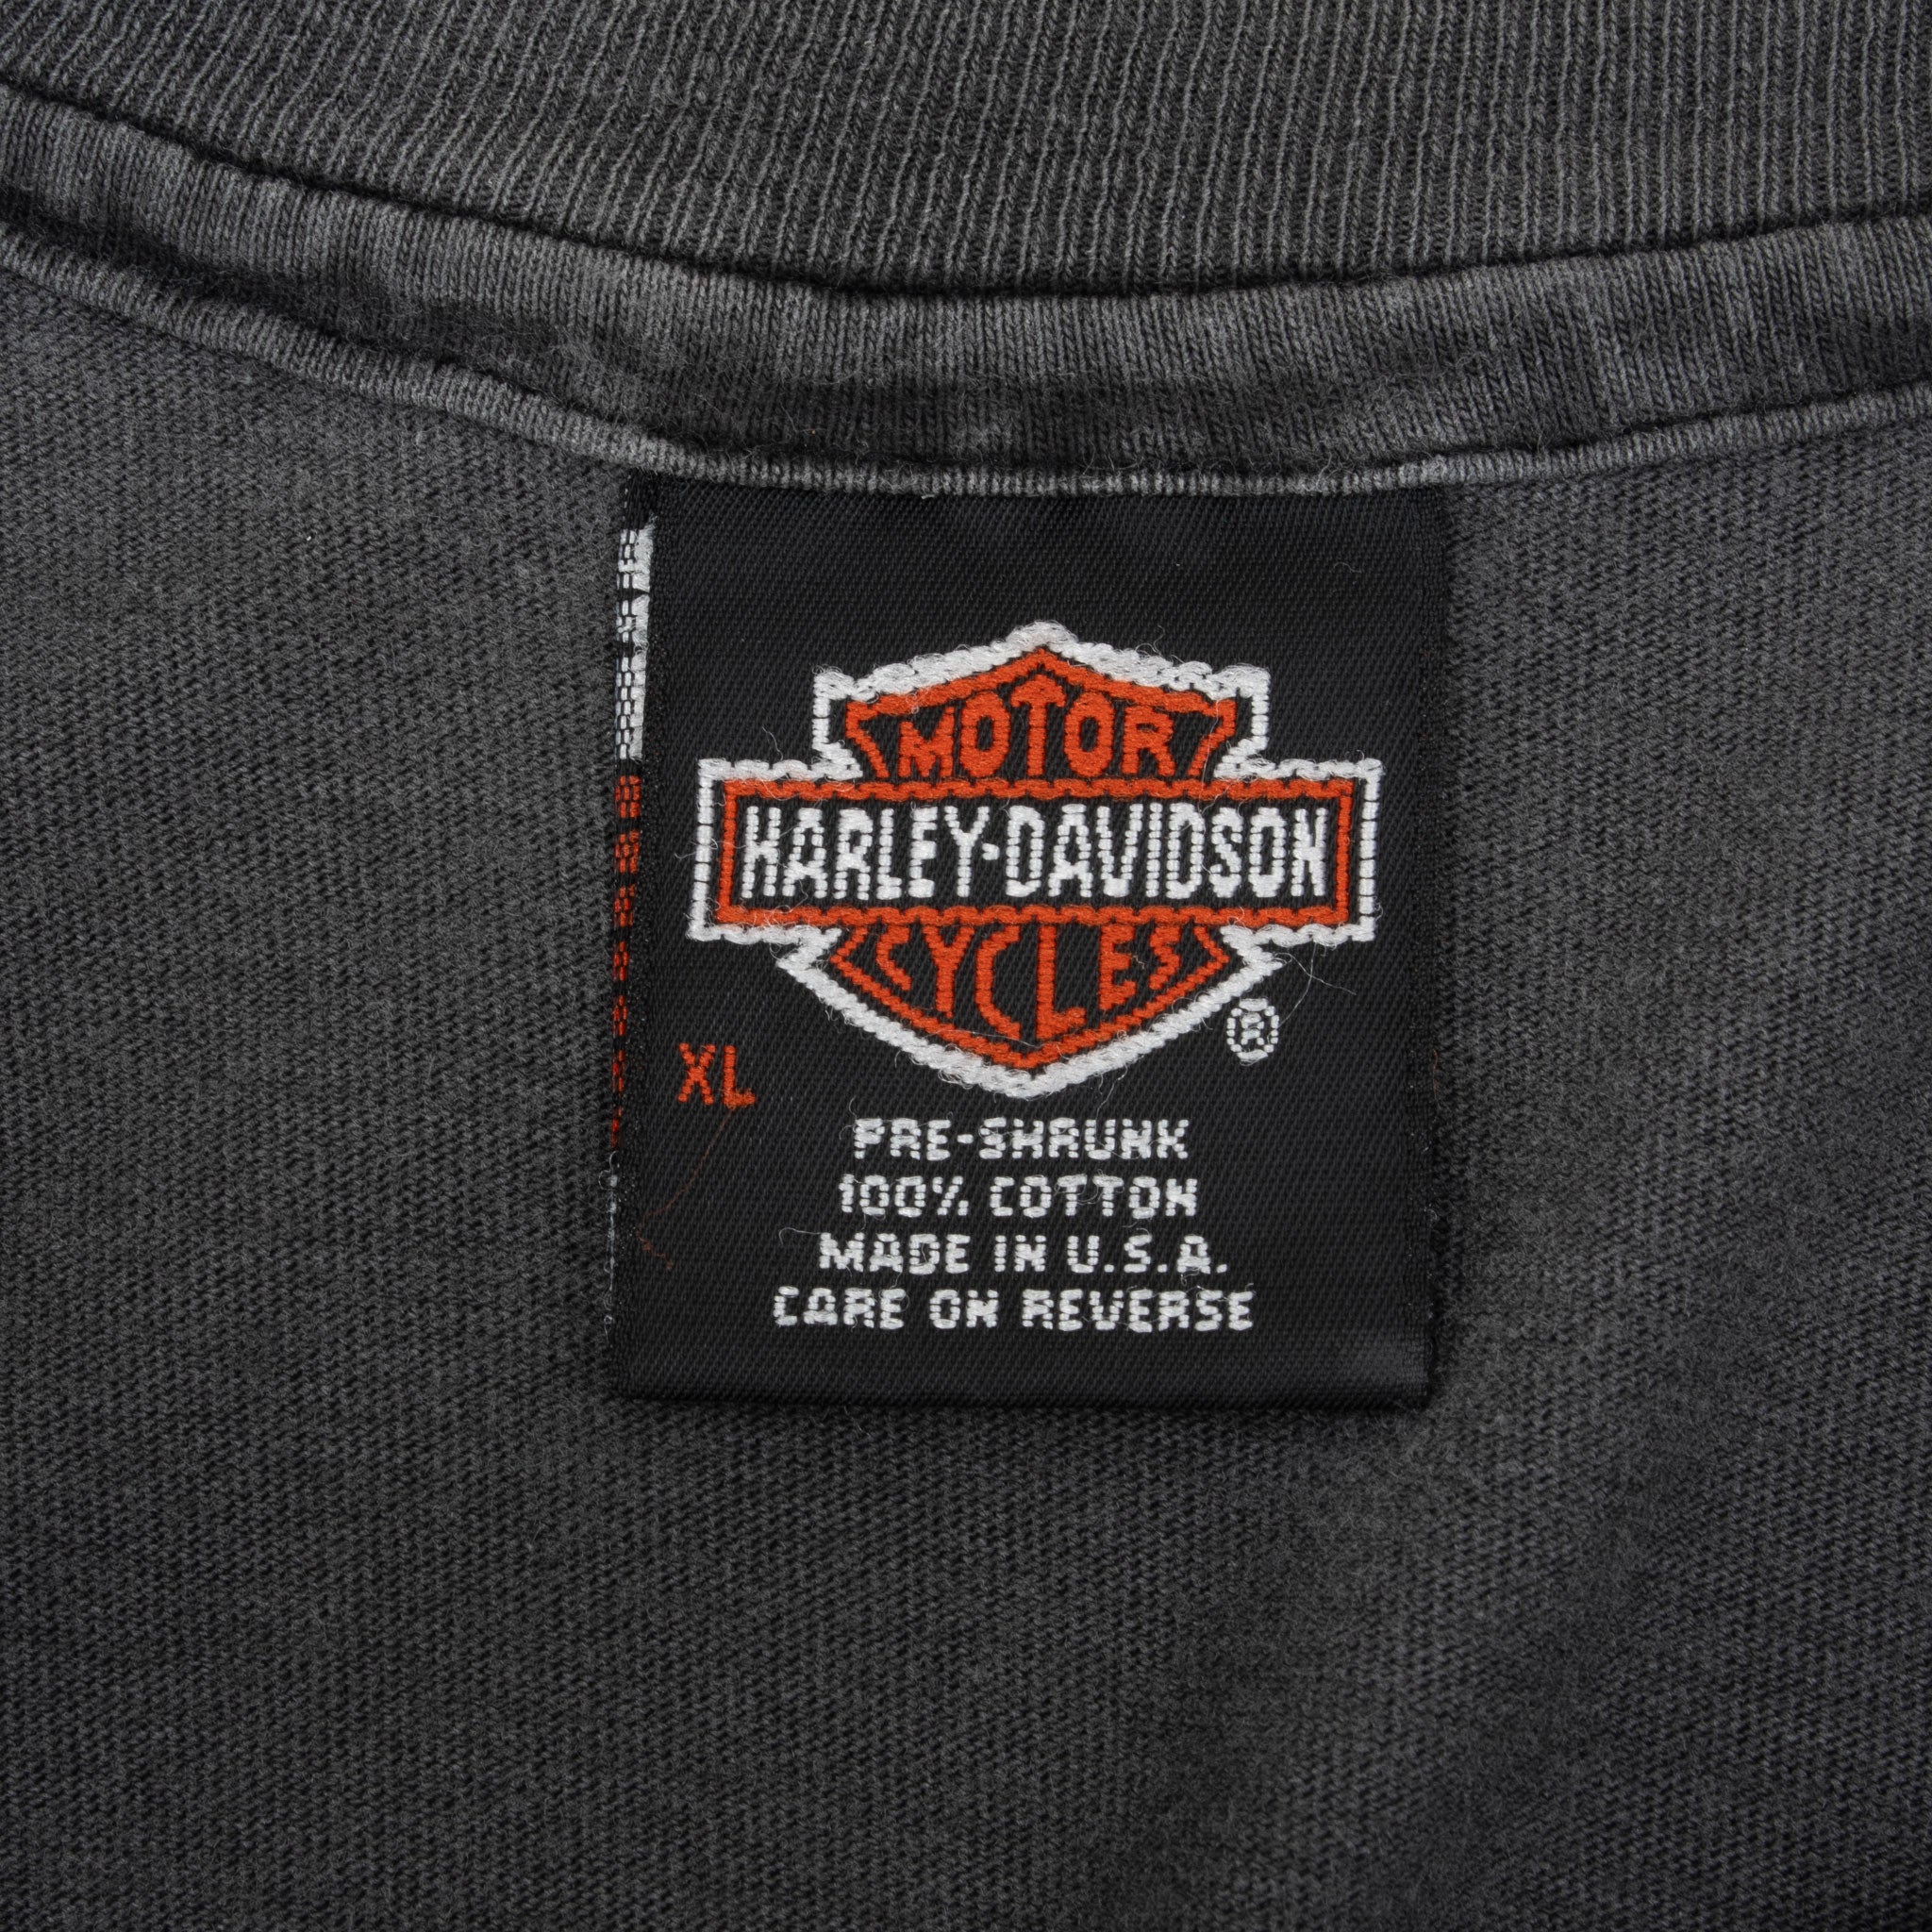 MOTOR
HARLEY-DAVIDSON
CYCLES
®
XL
PRE-SHRUNK
100% COTTON
MADE IN U.S.A.
CARE ON REVERSE